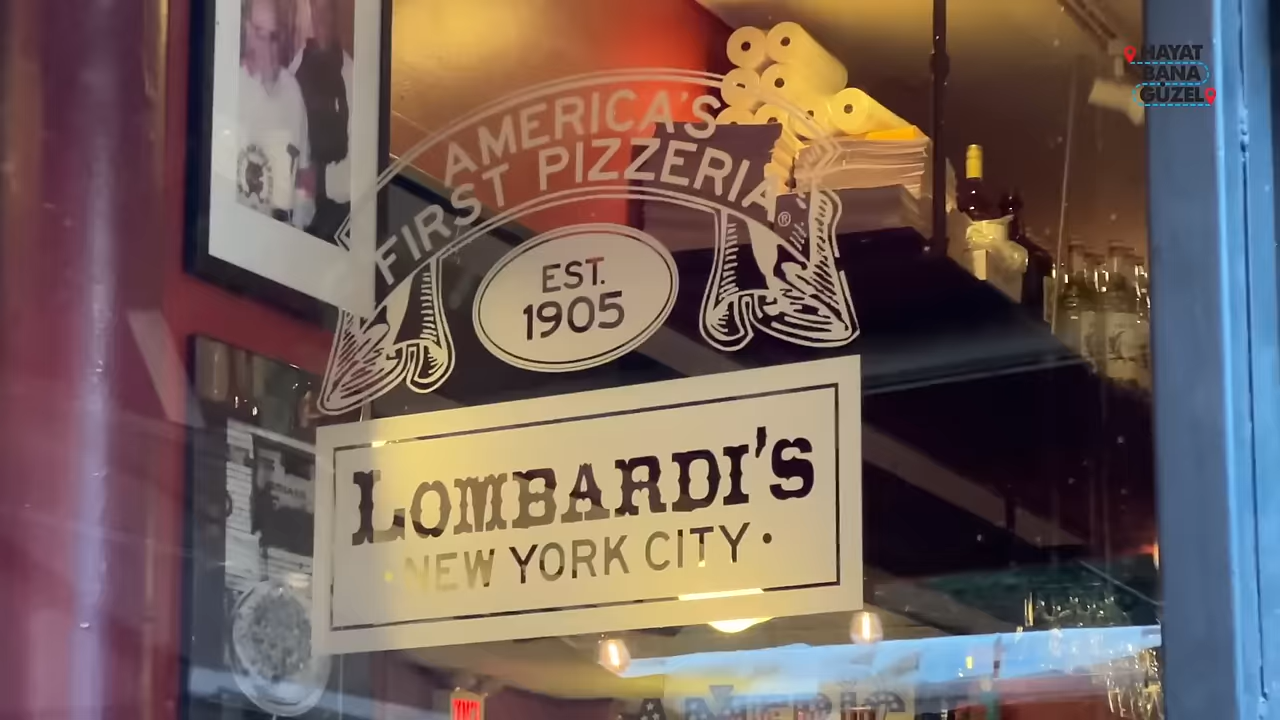 HAYAT
BANA
GÜZEL
AMERICA'S
FIRST PIZZERIA®
EST.
1905
LOMBARDI'S
·NEW YORK CITY·